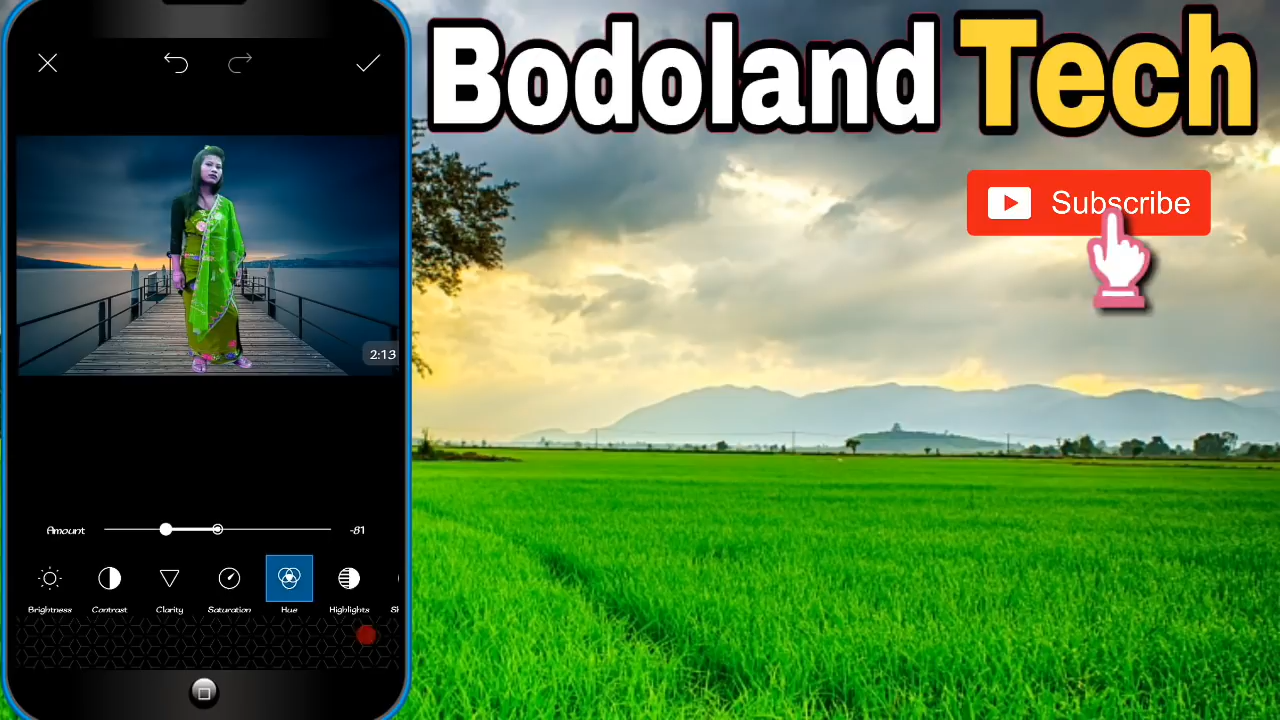 Bodoland Tech
Subscribe
2:13
Amount -81
Brightness Contrast Clarity Saturation Hue Highlights